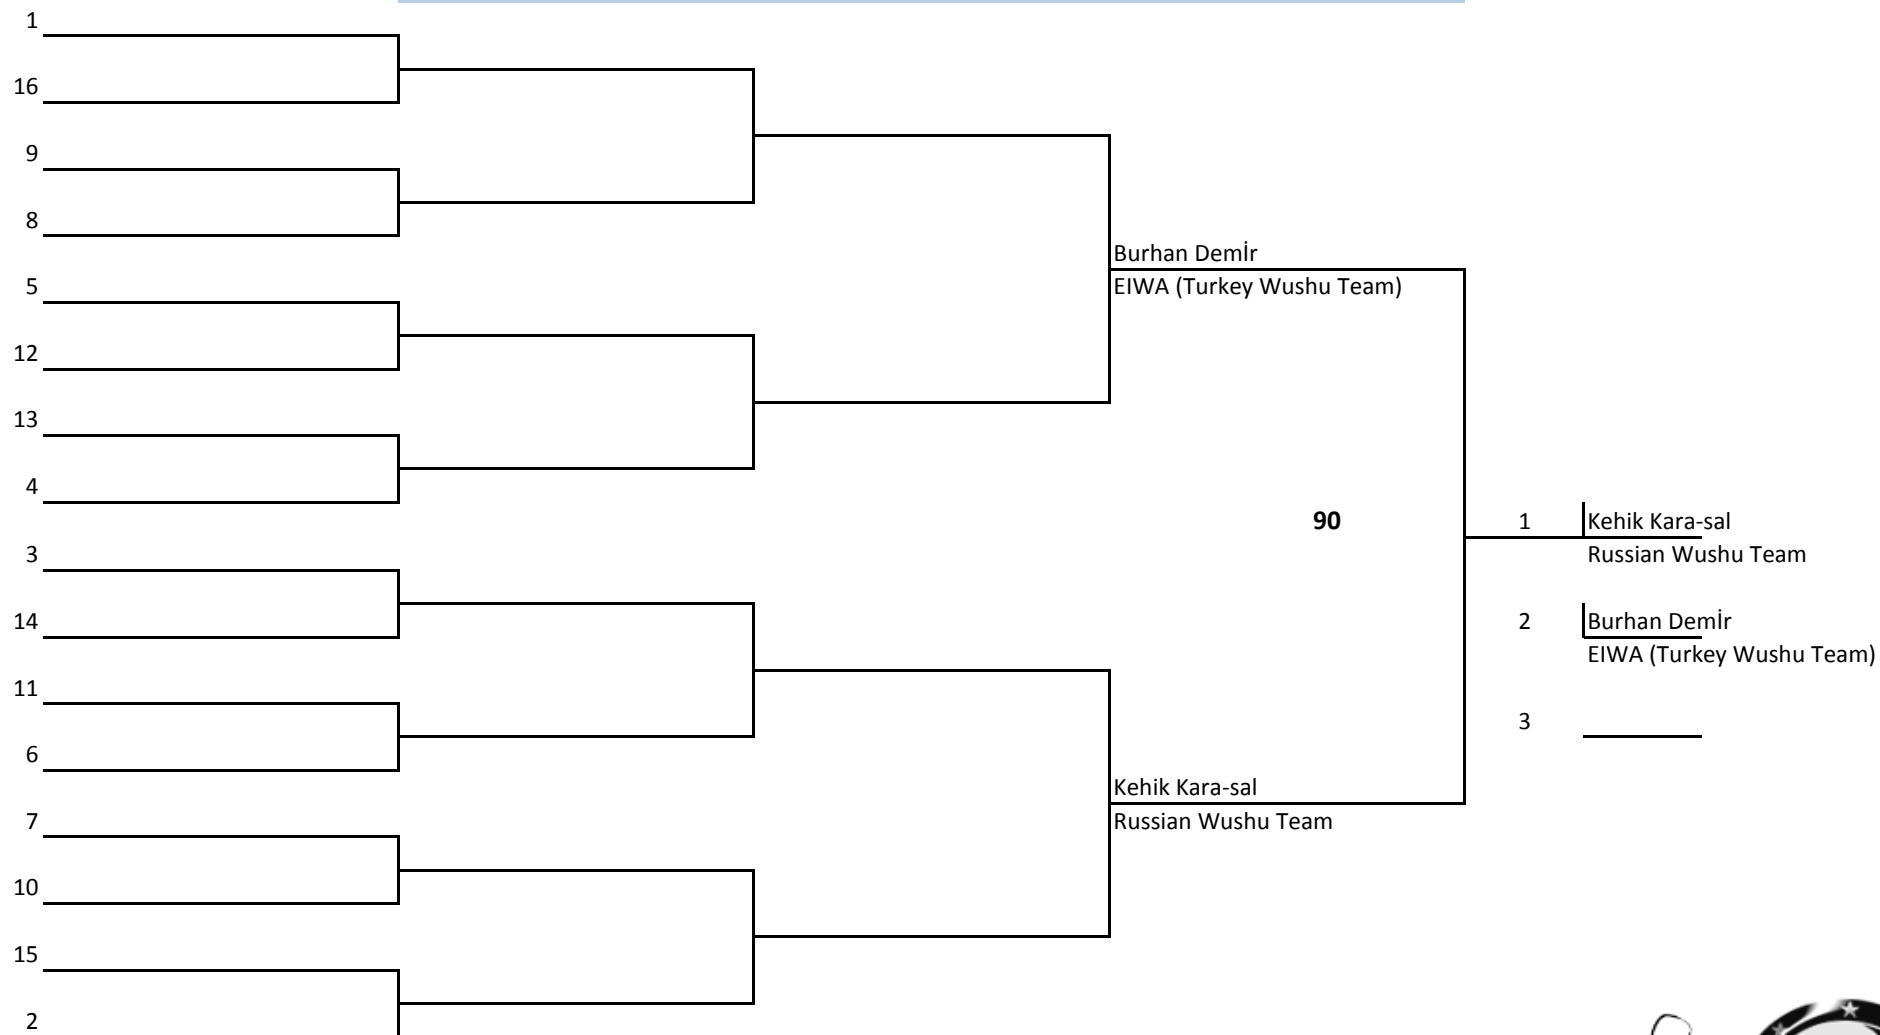 1
16
9
8
Burhan Demİr
5
EIWA (Turkey Wushu Team)
12
13
4
90
1
Kehik Kara-sal
3
Russian Wushu Team
14
2
Burhan Demİr
EIWA (Turkey Wushu Team)
11
3
6
Kehik Kara-sal
7
Russian Wushu Team
10
15
2